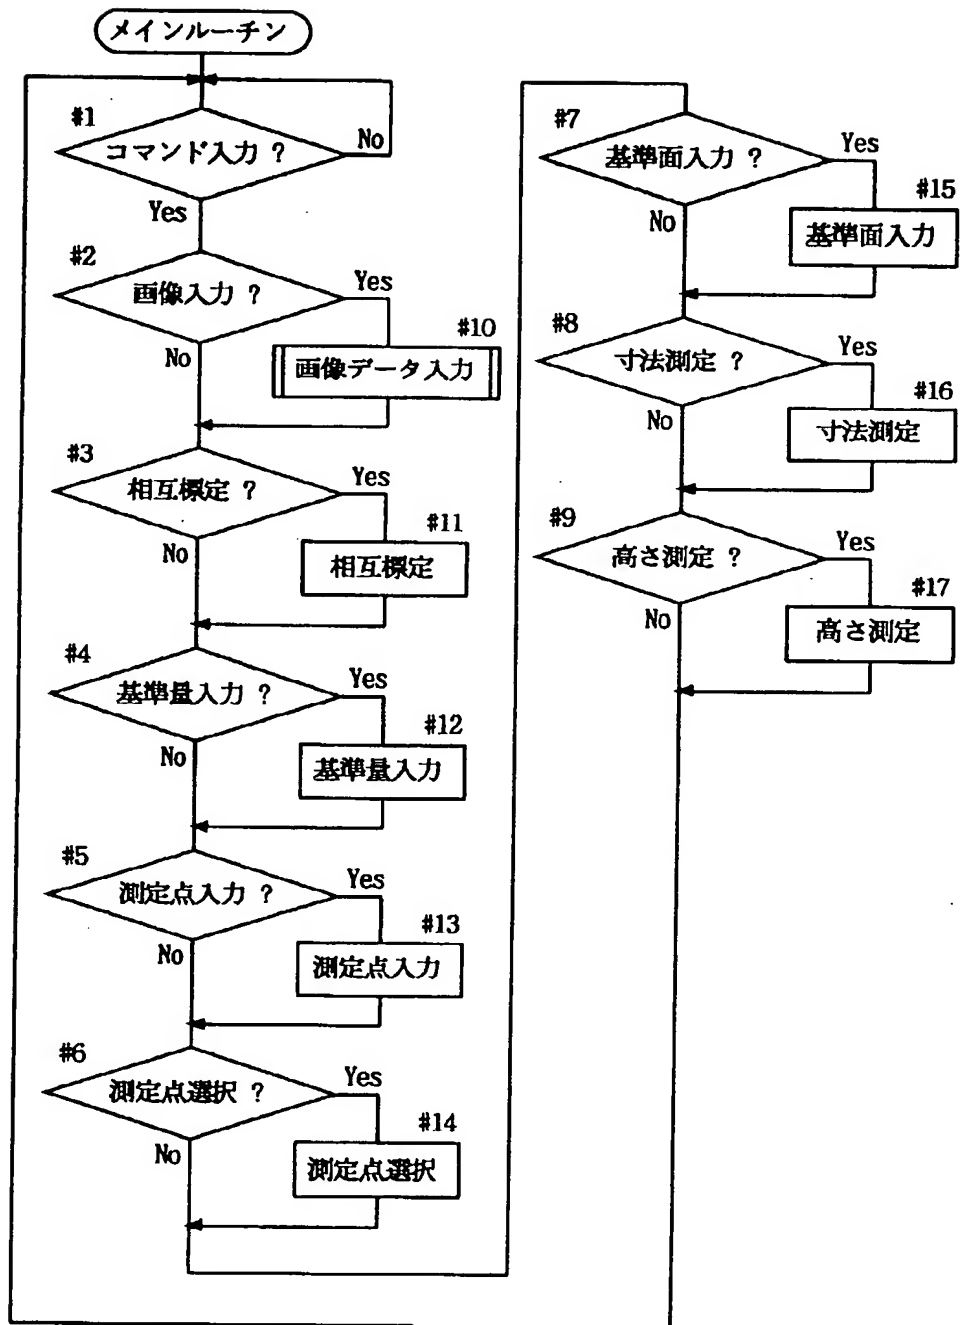 メインルーチン
#1
コマンド入力 ?
No
Yes
#2
画像入力 ?
Yes
No
#10
画像データ入力
#3
相互標定 ?
Yes
No
#11
相互標定
#4
基準量入力 ?
Yes
No
#12
基準量入力
#5
測定点入力 ?
Yes
No
#13
測定点入力
#6
測定点選択 ?
Yes
No
#14
測定点選択
#7
基準面入力 ?
Yes
No
#15
基準面入力
#8
寸法測定 ?
Yes
No
#16
寸法測定
#9
高さ測定 ?
Yes
No
#17
高さ測定